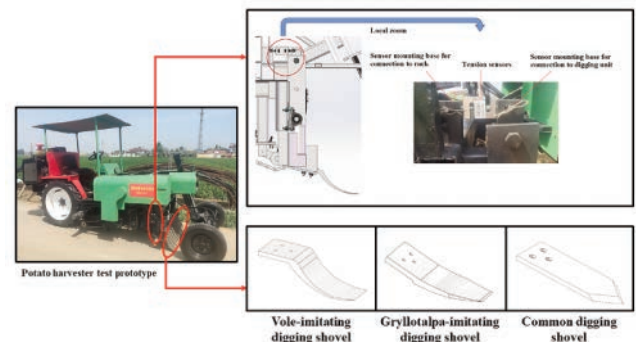 Local zoom
Sensor mounting base for
connection to rack
Tension sensors
Sensor mounting base for
connection to digging unit
Potato harvester test prototype
Vole-imitating
digging shovel
Gryllotalpa-imitating
digging shovel
Common digging
shovel